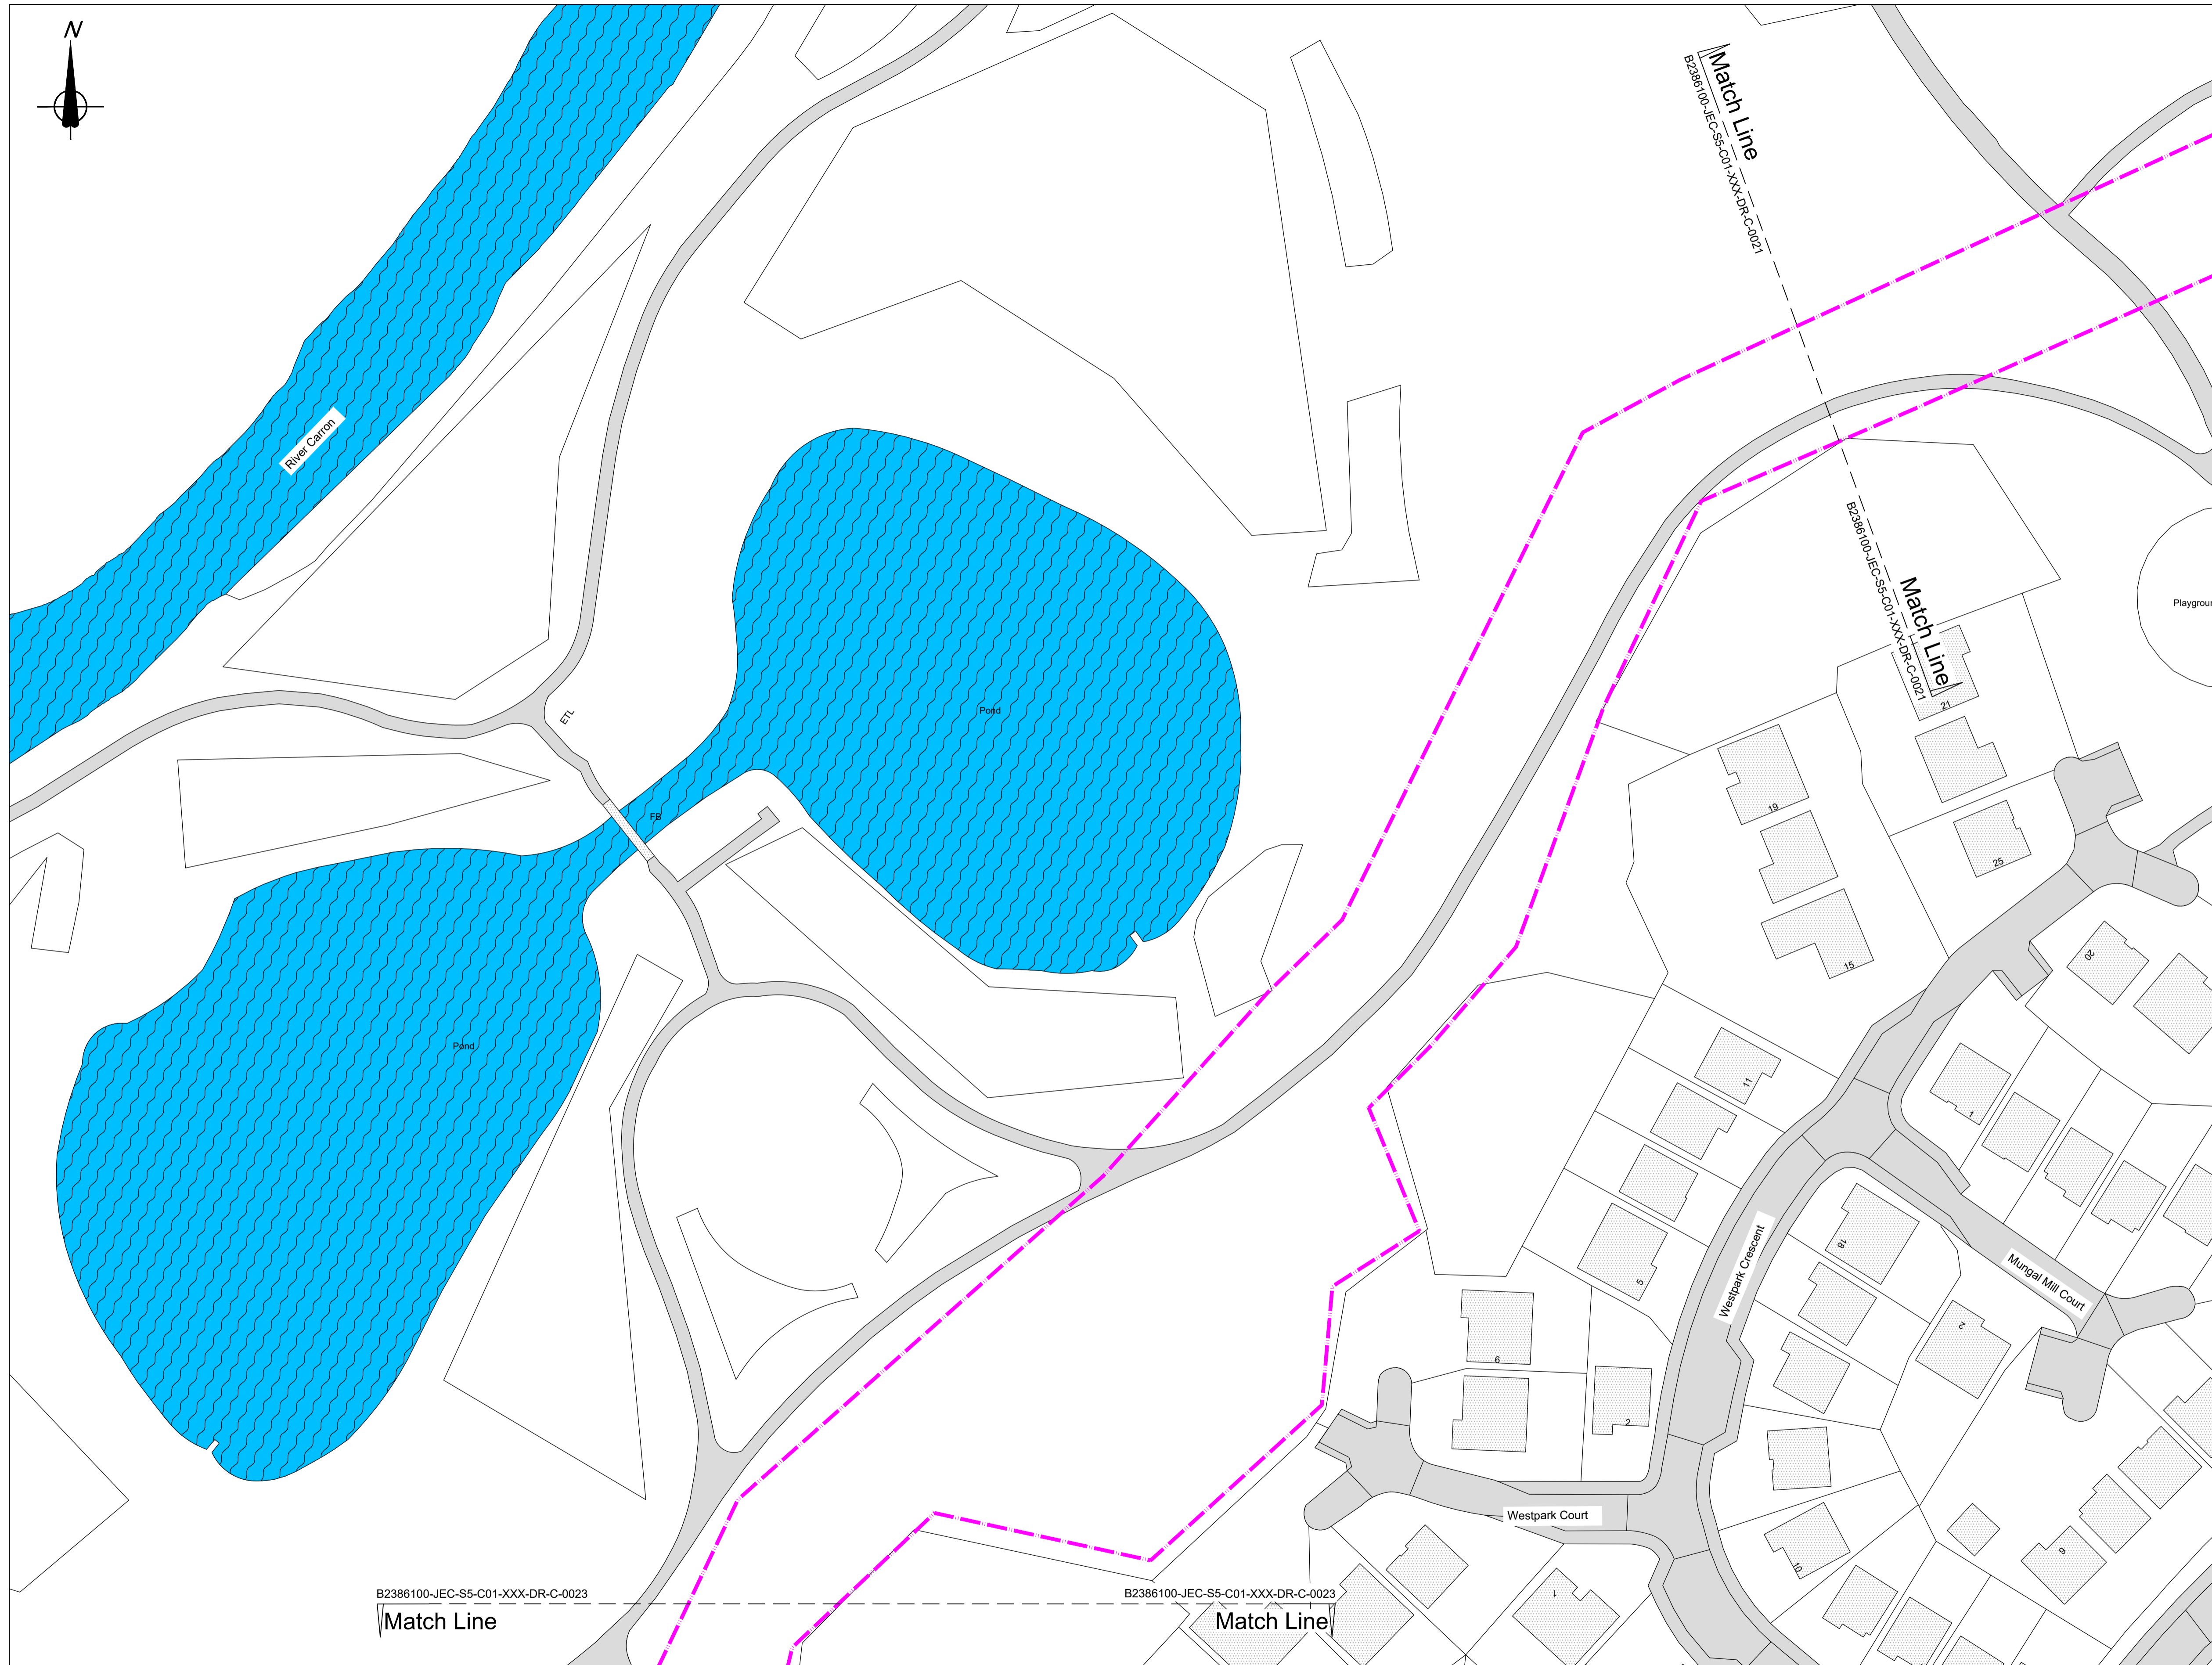 N
Match Line
B2386100-JEC-S5-C01-XXX-DR-C-0021
River Carron
B2386100-JEC-S5-C01-XXX-DR-C-0021
Match Line
Playgroun
21
ETL
Pond
19
FB
25
15
20
Pond
11
1
18
5
Westpark Crescent
Mungal Mill Court
2
6
2
Westpark Court
9
10
1
B2386100-JEC-S5-C01-XXX-DR-C-0023
Match Line
B2386100-JEC-S5-C01-XXX-DR-C-0023
Match Line